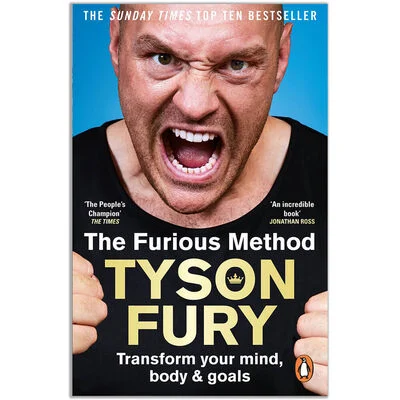 THE SUNDAY TIMES TOP TEN BESTSELLER
'The People's
Champion'
THE TIMES
'An incredible
book'
JONATHAN ROSS
The Furious Method
TYSON
FURY
Transform your mind,
body & goals